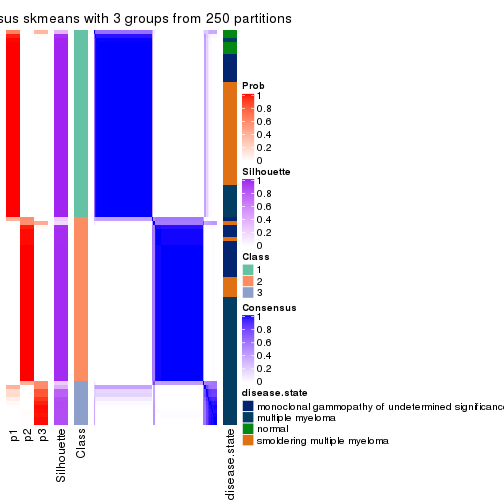 sus skmeans with 3 groups from 250 partitions
Prob
1
0.8
0.6
0.4
0.2
0
Silhouette
1
0.8
0.6
0.4
0.2
0
Class
1
2
3
Consensus
1
0.8
0.6
0.4
0.2
0
disease.state
monoclonal gammopathy of undetermined significance
multiple myeloma
normal
smoldering multiple myeloma
p1
p2
p3
Silhouette
Class
disease.state